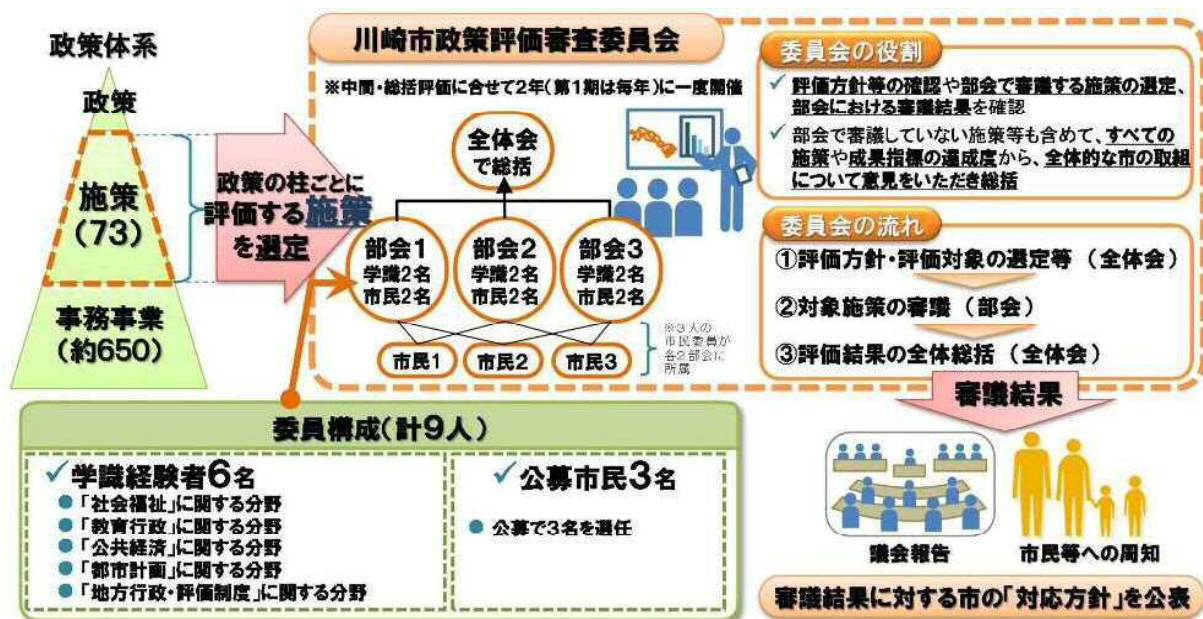 政策体系
政策
施策
(73)
事務事業
(約650)
政策の柱ごとに
評価する施策
を選定
川崎市政策評価審査委員会
※中間・総括評価に合せて2年(第1期は毎年)に一度開催
全体会
で総括
部会1
学識2名
市民2名
部会2
学識2名
市民2名
部会3
学識2名
市民2名
市民1
市民2
市民3
※3人の
市民委員が
各2部会に
所属
委員会の役割
✓ 評価方針等の確認や部会で審議する施策の選定、
部会における審議結果を確認
✓ 部会で審議していない施策等も含めて、すべての
施策や成果指標の達成度から、全体的な市の取組
について意見をいただき総括
委員会の流れ
①評価方針・評価対象の選定等（全体会）
②対象施策の審議（部会）
③評価結果の全体総括（全体会）
審議結果
議会報告
市民等への周知
審議結果に対する市の「対応方針」を公表
委員構成(計9人)
✓学識経験者6名
●「社会福祉」に関する分野
●「教育行政」に関する分野
●「公共経済」に関する分野
●「都市計画」に関する分野
●「地方行政・評価制度」に関する分野
✓公募市民3名
●公募で3名を選任